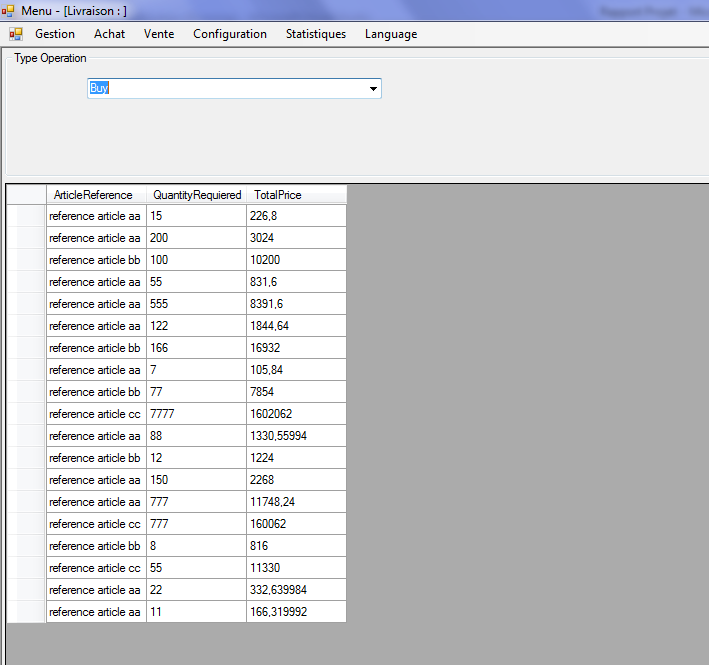 Menu - [Livraison : ]
Gestion Achat Vente Configuration Statistiques Language
Type Operation
Buy
ArticleReference QuantityRequiered TotalPrice
reference article aa 15 226,8
reference article aa 200 3024
reference article bb 100 10200
reference article aa 55 831,6
reference article aa 555 8391,6
reference article aa 122 1844,64
reference article bb 166 16932
reference article aa 7 105,84
reference article bb 77 7854
reference article cc 7777 1602062
reference article aa 88 1330,55994
reference article bb 12 1224
reference article aa 150 2268
reference article aa 777 11748,24
reference article cc 777 160062
reference article bb 8 816
reference article cc 55 11330
reference article aa 22 332,639984
reference article aa 11 166,319992